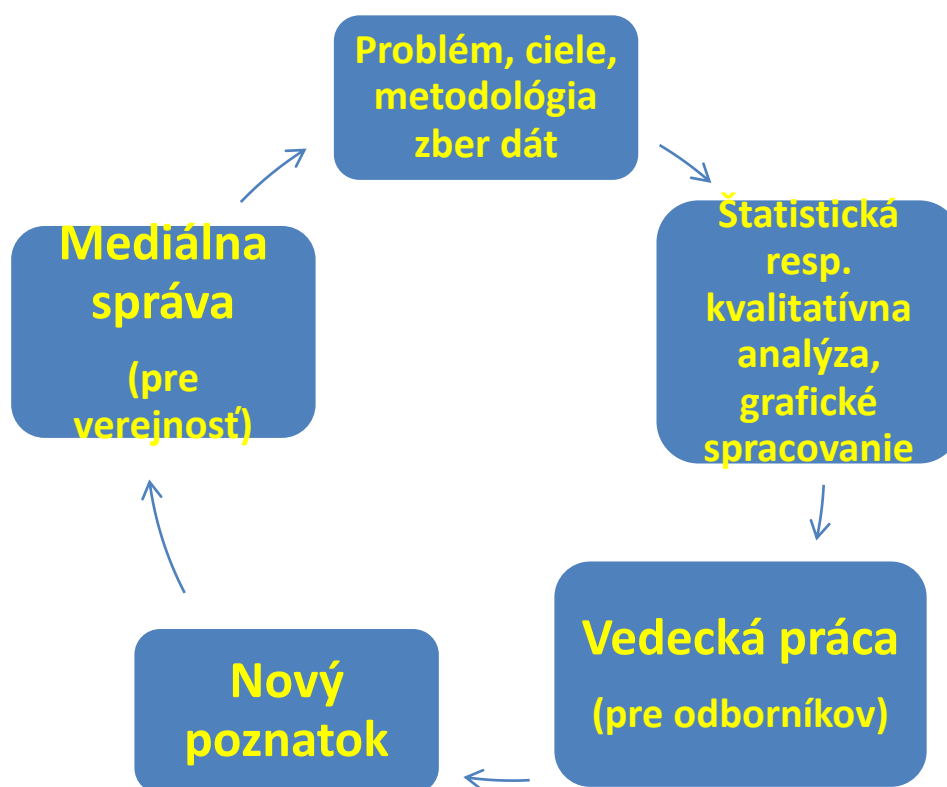 Problém, ciele,
metodológia
zber dát
Štatistická
resp.
kvalitatívna
analýza,
grafické
spracovanie
Vedecká práca
(pre odborníkov)
Nový
poznatok
Mediálna
správa
(pre
verejnosť)